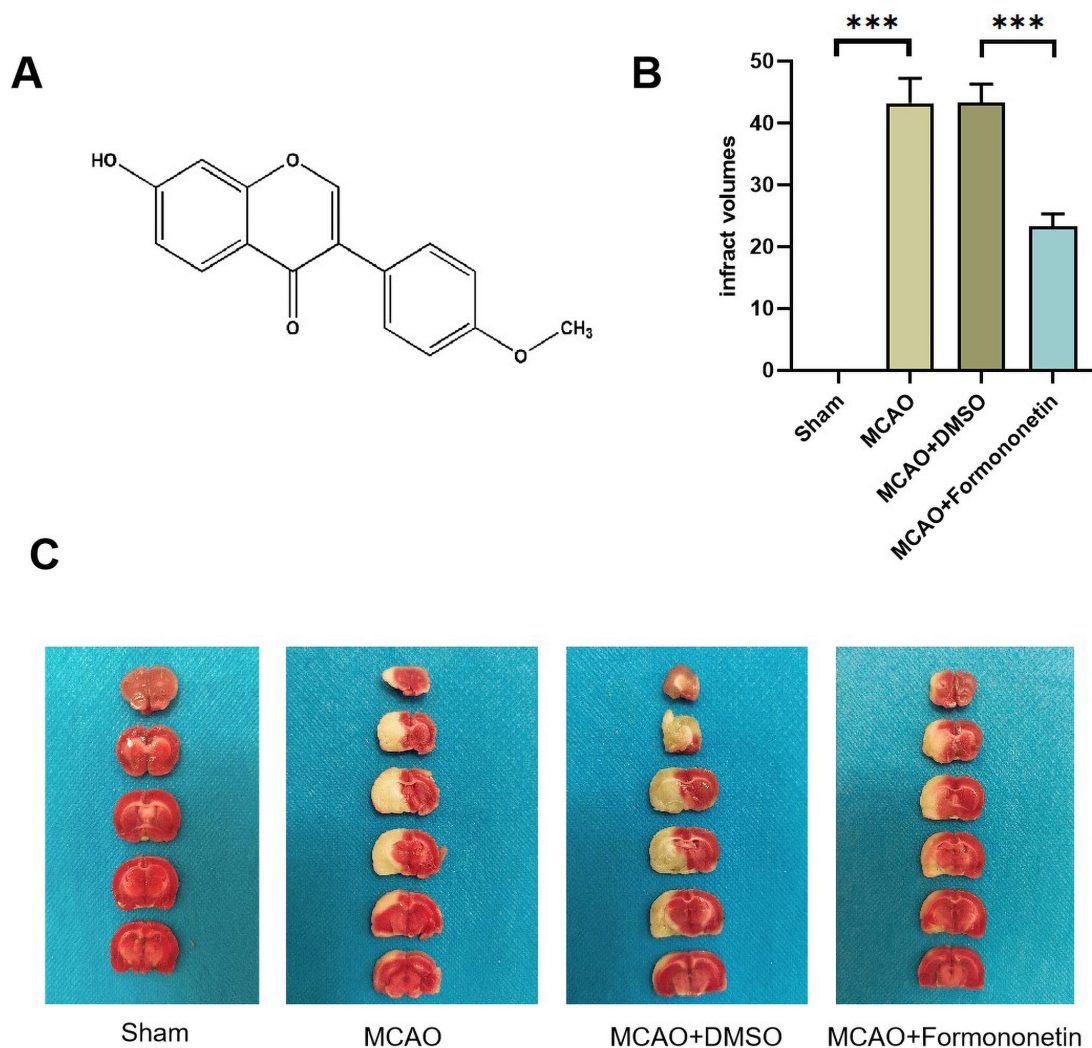 A
HO
O
O
O
CH3
B
***
***
50
40
30
20
10
0
infract volumes
Sham
MCAO
MCAO+DMSO
MCAO+Formononetin
C
Sham
MCAO
MCAO+DMSO
MCAO+Formononetin